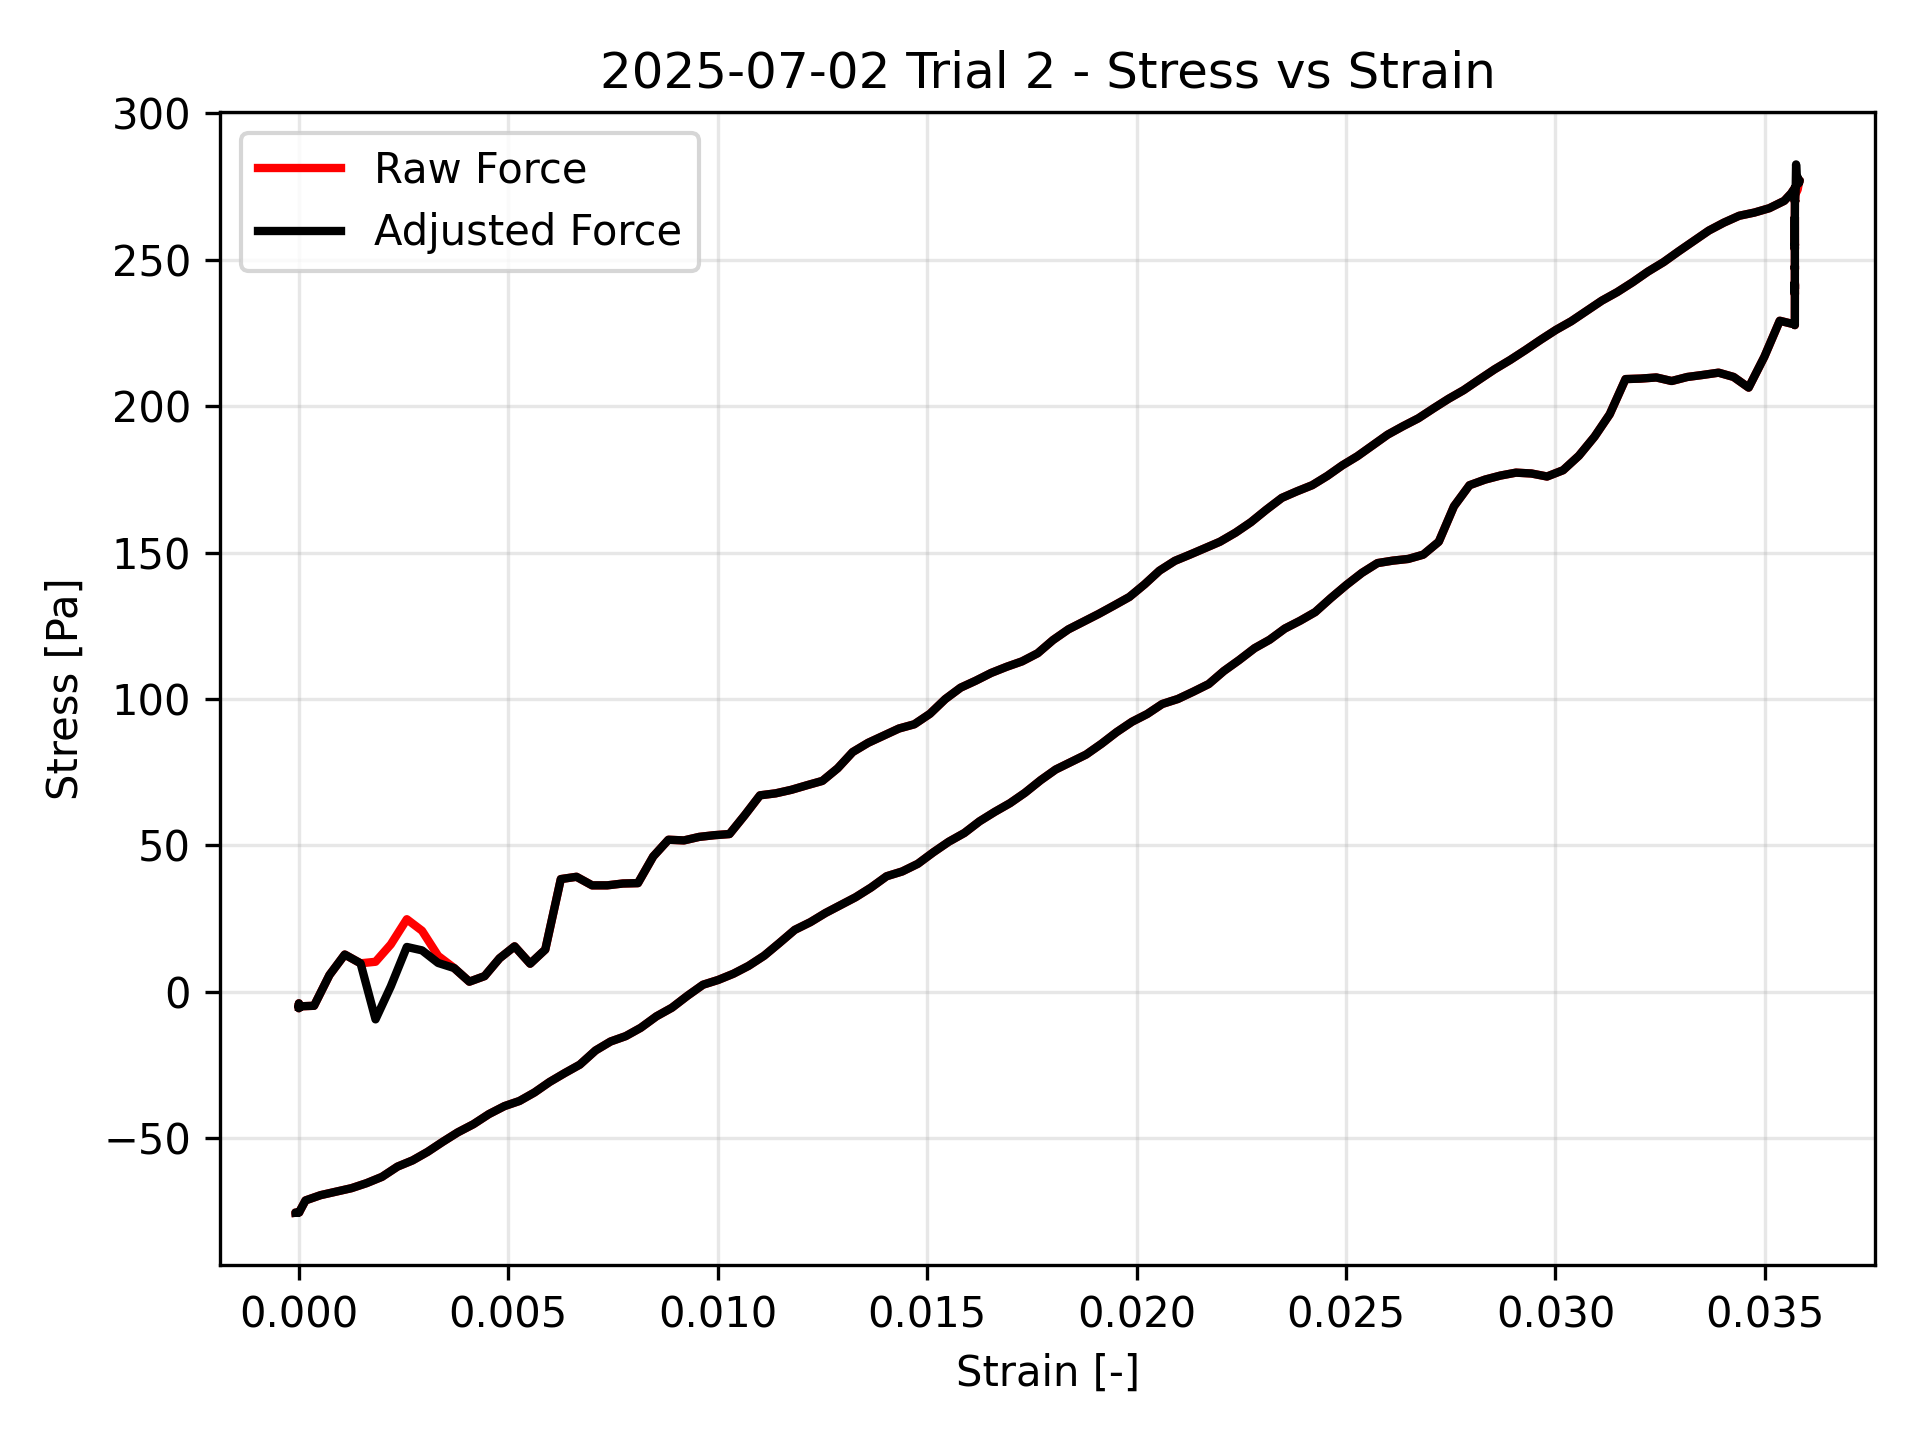 2025-07-02 Trial 2 - Stress vs Strain
Raw Force
Adjusted Force
Stress [Pa]
300
250
200
150
100
50
0
−50
0.000 0.005 0.010 0.015 0.020 0.025 0.030 0.035
Strain [-]